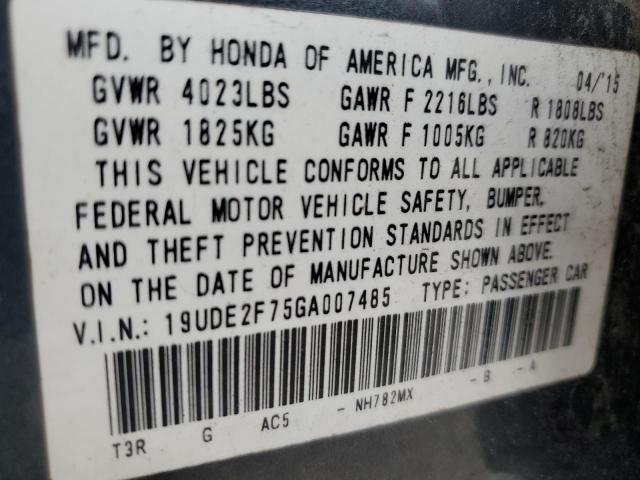 MFD. BY HONDA OF AMERICA MFG., INC. 04/'15
GVWR 4023LBS GAWR F 2216LBS R 1808LBS
GVWR 1825KG GAWR F 1005KG R 820KG
THIS VEHICLE CONFORMS TO ALL APPLICABLE
FEDERAL MOTOR VEHICLE SAFETY, BUMPER,
AND THEFT PREVENTION STANDARDS IN EFFECT
ON THE DATE OF MANUFACTURE SHOWN ABOVE.
V.I.N.: 19UDE2F75GA007485 TYPE: PASSENGER CAR
T3R G AC5 - NH782MX - B - A